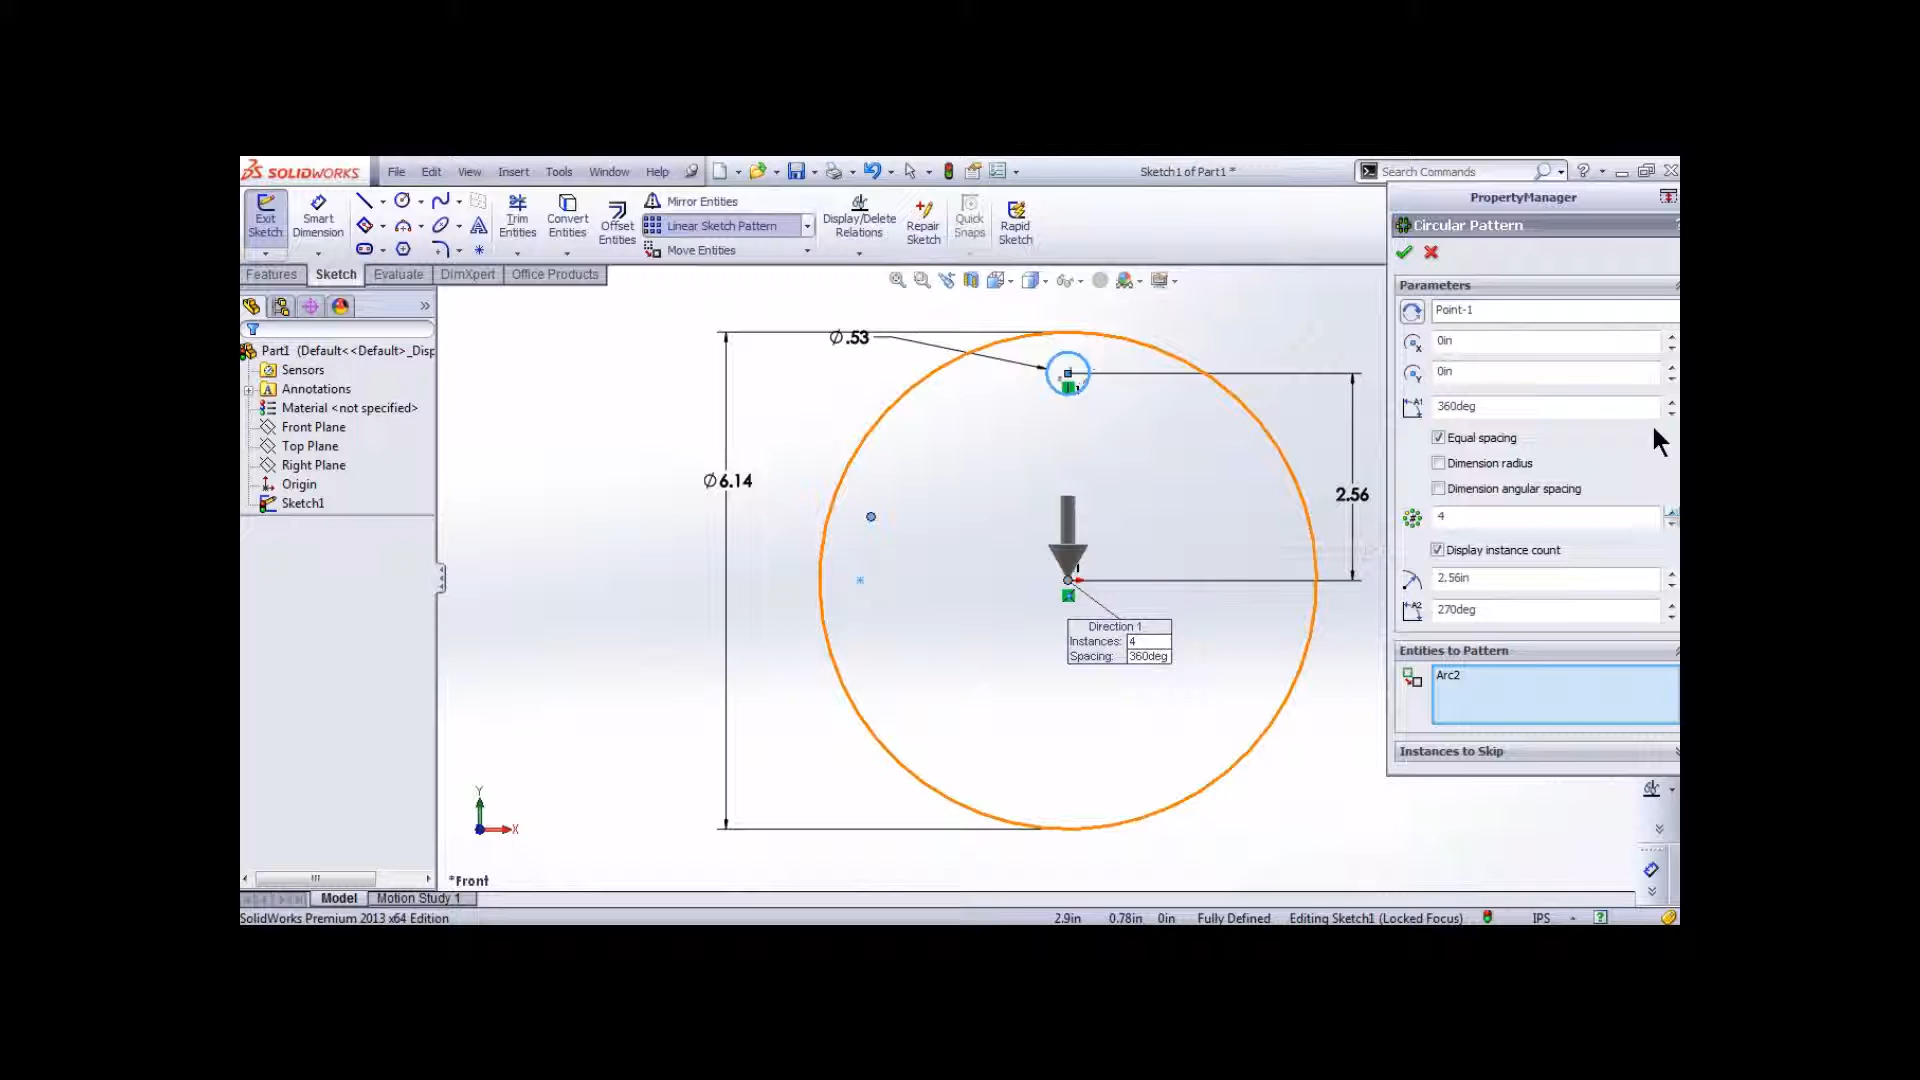 SOLIDWORKS File Edit View Insert Tools Window Help Sketch1 of Part1 * Search Commands ?
Exit Sketch
Smart Dimension
Trim Entities
Convert Entities
Offset Entities
Mirror Entities
Linear Sketch Pattern
Move Entities
Display/Delete Relations
Repair Sketch
Quick Snaps
Rapid Sketch
Features Sketch Evaluate DimXpert Office Products
Part1 (Default<<Default>_Disp
Sensors
Annotations
Material <not specified>
Front Plane
Top Plane
Right Plane
Origin
Sketch1
Ø.53
Ø6.14
2.56
1
Direction 1
Instances: 4
Spacing: 360deg
Y
X
*Front
PropertyManager
Circular Pattern
Parameters
Point-1
0in
0in
360deg
Equal spacing
Dimension radius
Dimension angular spacing
4
Display instance count
2.56in
270deg
Entities to Pattern
Arc2
Instances to Skip
Model Motion Study 1
SolidWorks Premium 2013 x64 Edition 2.9in 0.78in 0in Fully Defined Editing Sketch1 (Locked Focus) IPS ?